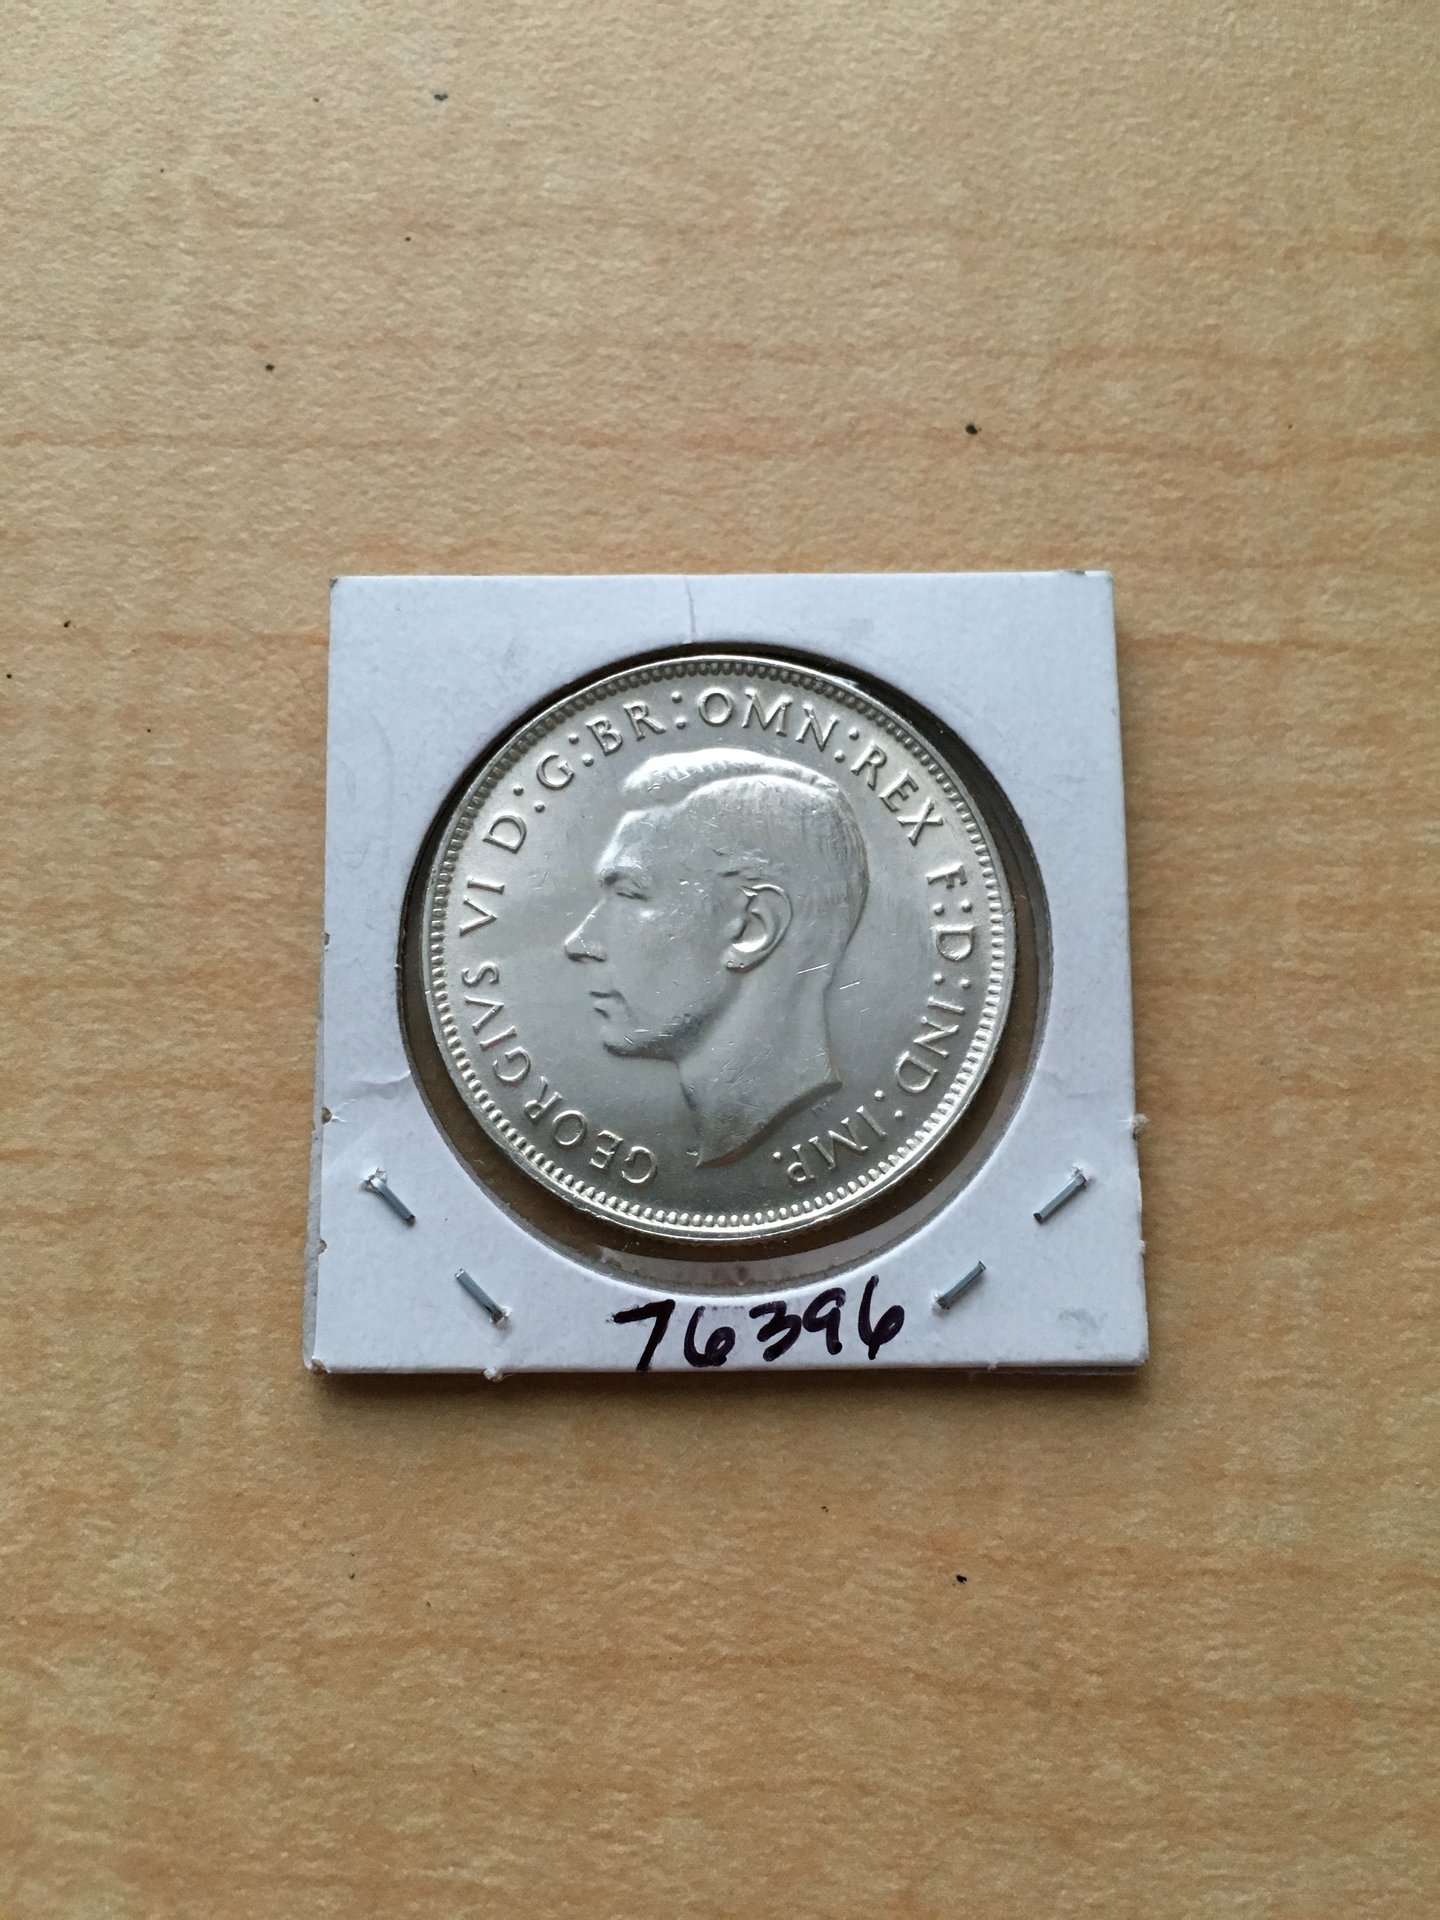 GEORGIVS VI D:G:BR:OMN:REX F:D:IND:IMP.
76396